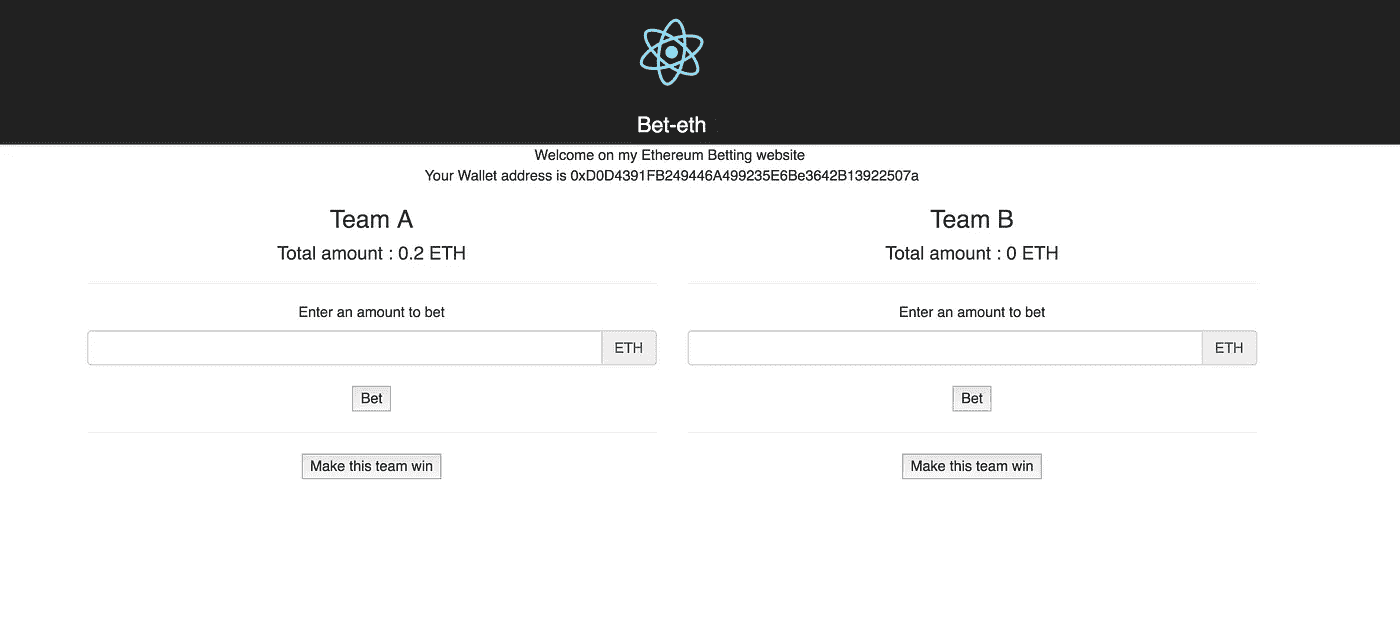 Bet-eth
Welcome on my Ethereum Betting website
Your Wallet address is 0xD0D4391FB249446A499235E6Be3642B13922507a
Team A
Total amount : 0.2 ETH
Enter an amount to bet
ETH
Bet
Make this team win
Team B
Total amount : 0 ETH
Enter an amount to bet
ETH
Bet
Make this team win